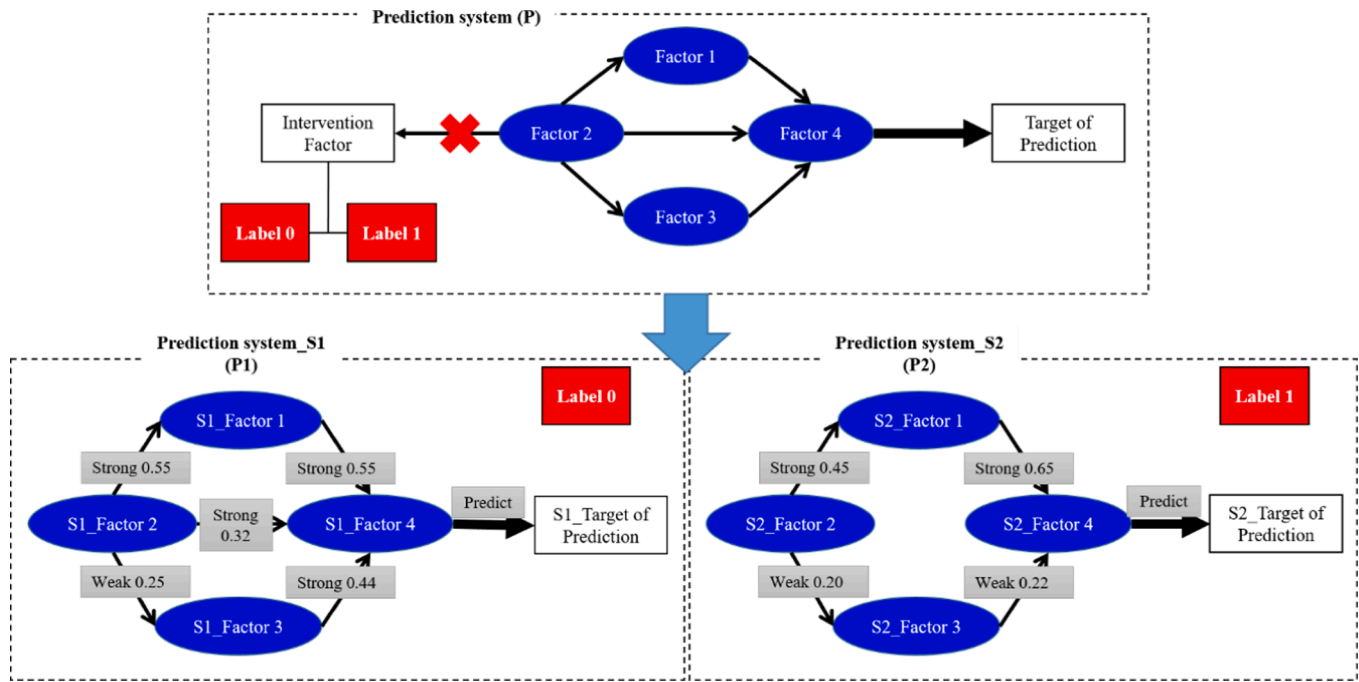 Prediction system (P)
Factor 1
Intervention
Factor
Factor 2
Factor 4
Target of
Prediction
Factor 3
Label 0
Label 1
Prediction system_S1
(P1)
Label 0
S1_Factor 1
Strong 0.55
Strong 0.55
Predict
S1_Factor 2
Strong
0.32
S1_Factor 4
S1_Target of
Prediction
Weak 0.25
Strong 0.44
S1_Factor 3
Prediction system_S2
(P2)
Label 1
S2_Factor 1
Strong 0.45
Strong 0.65
Predict
S2_Factor 2
S2_Factor 4
S2_Target of
Prediction
Weak 0.20
Weak 0.22
S2_Factor 3